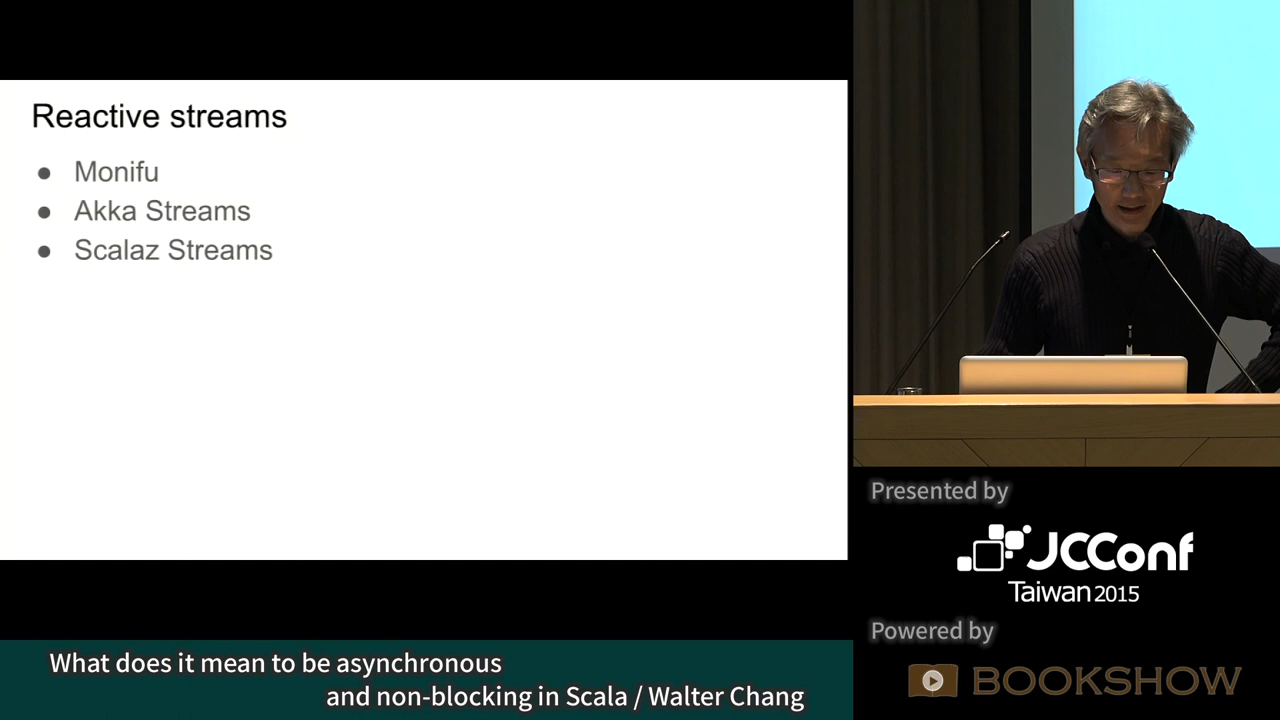 Reactive streams
● Monifu
● Akka Streams
● Scalaz Streams
Presented by
JCConf
Taiwan 2015
Powered by
BOOKSHOW
What does it mean to be asynchronous
and non-blocking in Scala / Walter Chang